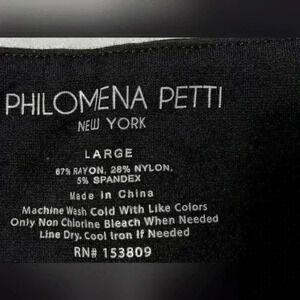 PHILOMENA PETTI
NEW YORK
LARGE
67% RAYON, 28% NYLON,
5% SPANDEX
Made in China
Machine Wash Cold With Like Colors
Only Non Chlorine Bleach When Needed
Line Dry, Cool Iron If Needed
RN# 153809